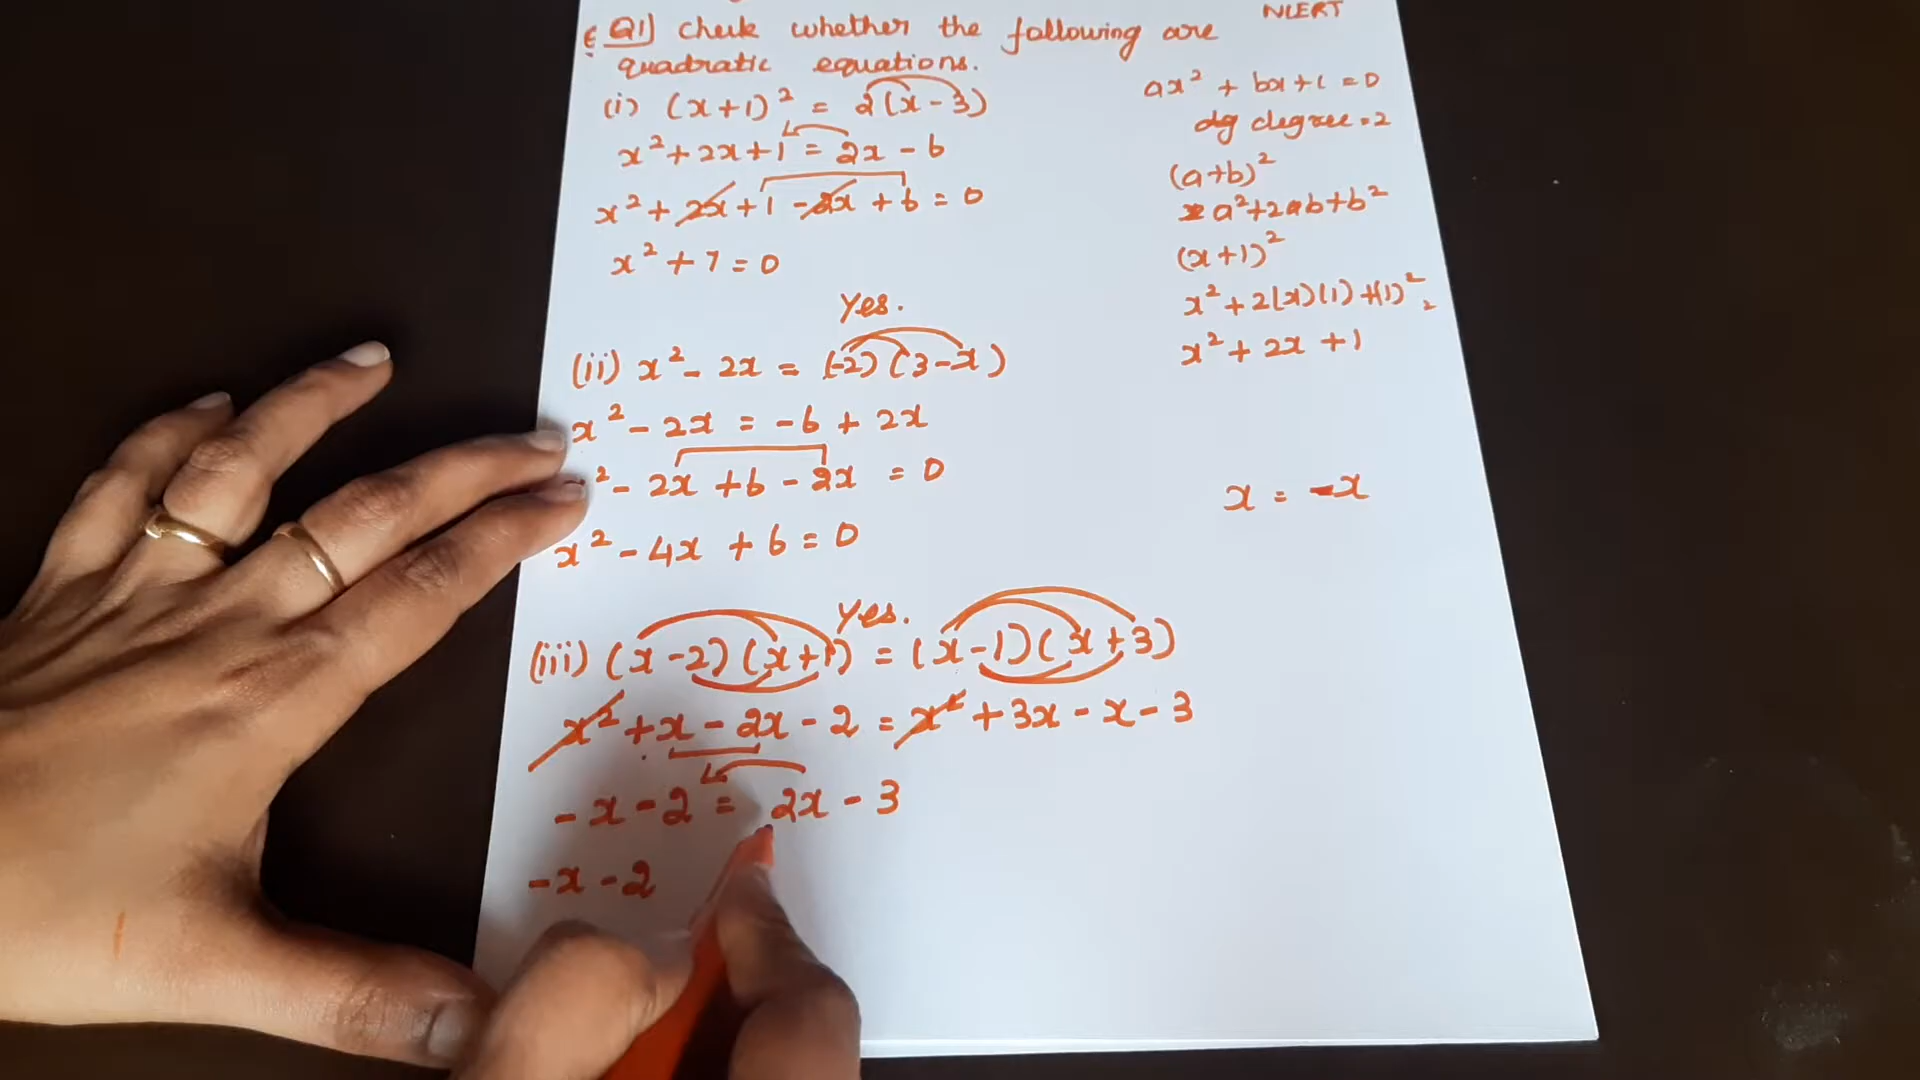 Q1) Check whether the following are
quadratic equations.
(i) (x+1)² = 2(x-3)
x²+2x+1 = 2x-6
x²+2x+1-2x+6=0
x²+7=0
Yes.
(ii) x²-2x = (-2)(3-x)
x²-2x = -6+2x
²-2x+6-2x =0
x²-4x+6=0
Yes.
(iii) (x-2)(x+1) = (x-1)(x+3)
x²+x-2x-2 = x²+3x-x-3
-x-2 = 2x-3
-x-2
NCERT
ax²+bx+c=0
dg degree=2
(a+b)²
a²+2ab+b²
(x+1)²
x²+2(x)(1)+(1)²
2
x²+2x+1
x = -x